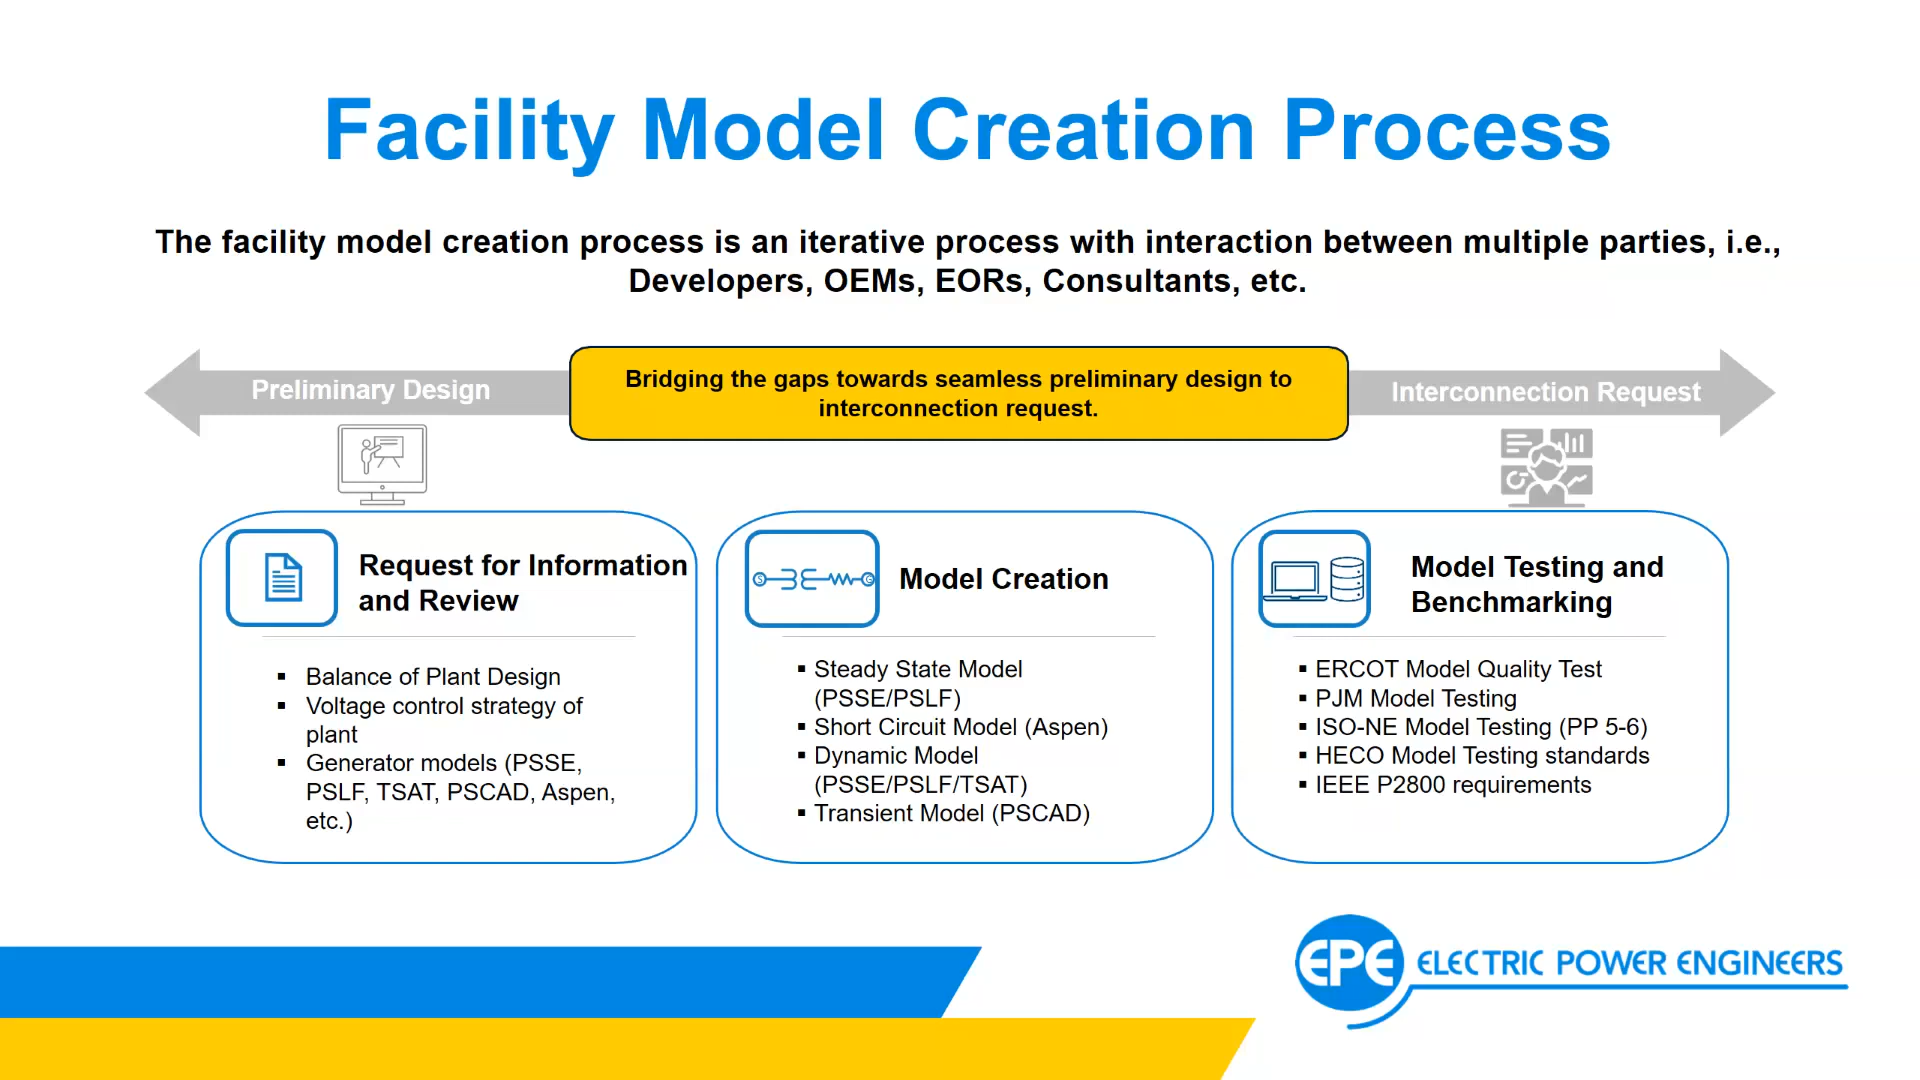 Facility Model Creation Process
The facility model creation process is an iterative process with interaction between multiple parties, i.e.,
Developers, OEMs, EORs, Consultants, etc.
Preliminary Design
Bridging the gaps towards seamless preliminary design to
interconnection request.
Interconnection Request
Request for Information
and Review
▪ Balance of Plant Design
▪ Voltage control strategy of
plant
▪ Generator models (PSSE,
PSLF, TSAT, PSCAD, Aspen,
etc.)
S
G
Model Creation
▪ Steady State Model
(PSSE/PSLF)
▪ Short Circuit Model (Aspen)
▪ Dynamic Model
(PSSE/PSLF/TSAT)
▪ Transient Model (PSCAD)
Model Testing and
Benchmarking
▪ ERCOT Model Quality Test
▪ PJM Model Testing
▪ ISO-NE Model Testing (PP 5-6)
▪ HECO Model Testing standards
▪ IEEE P2800 requirements
EPE ELECTRIC POWER ENGINEERS